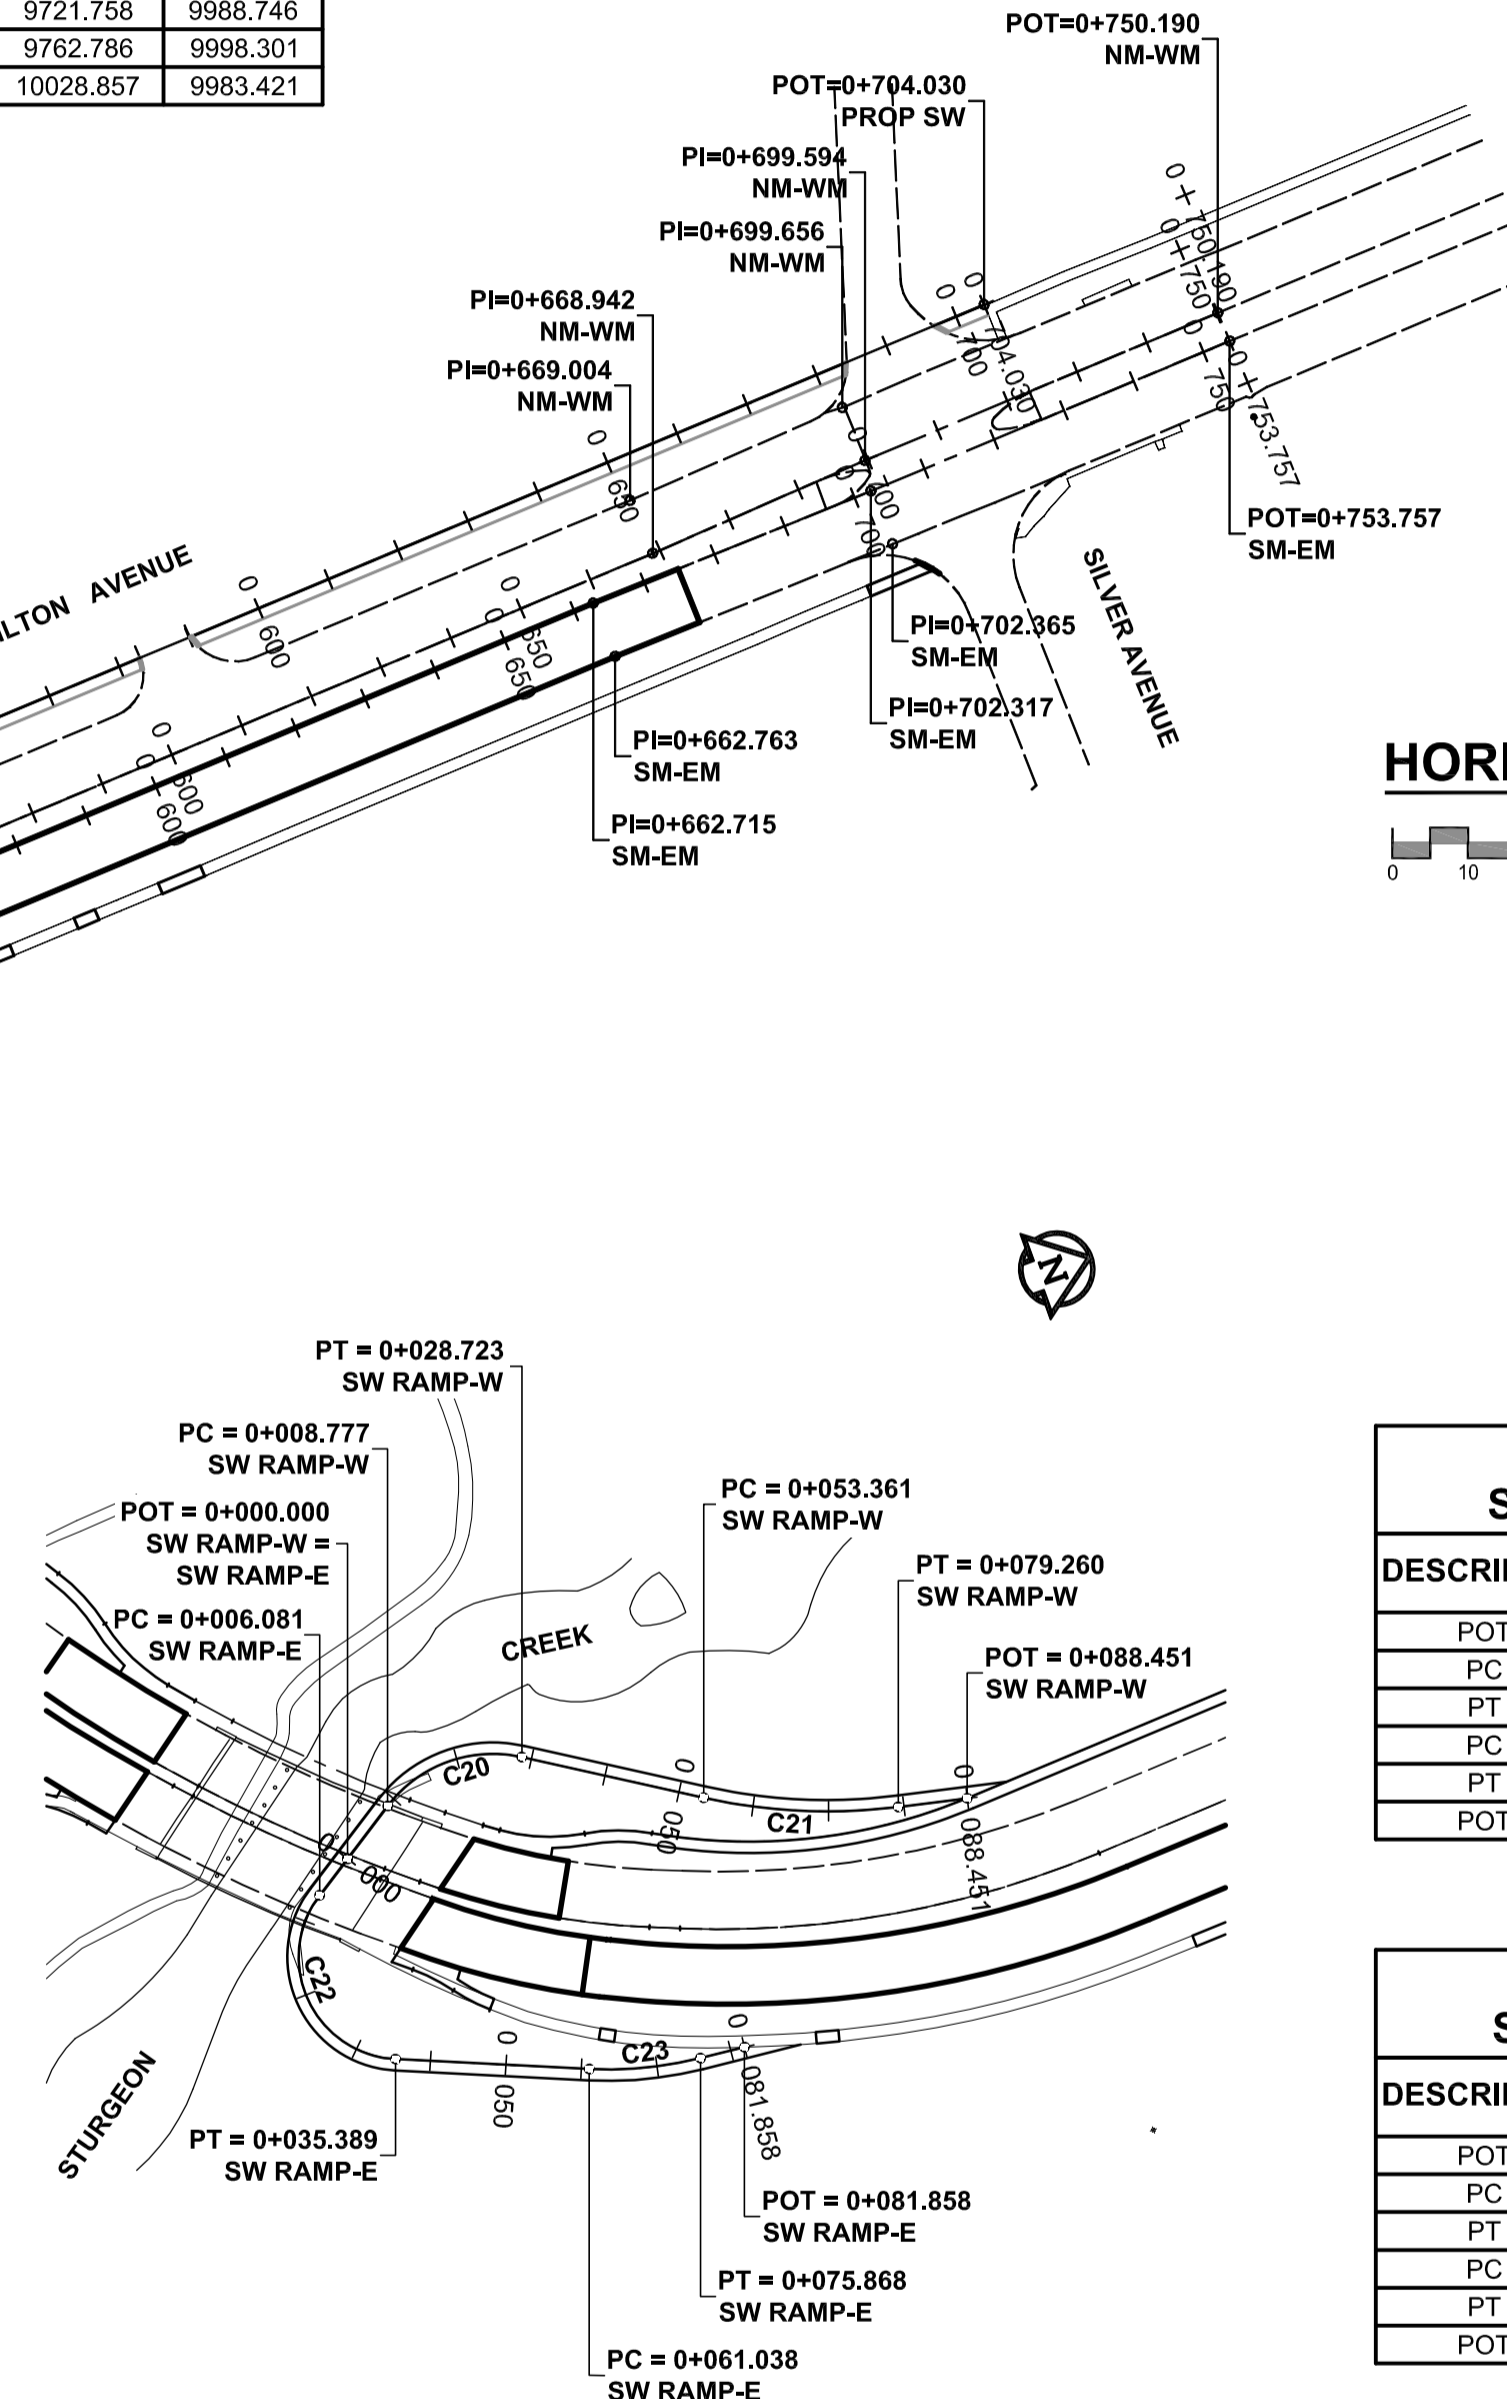 9721.758 9988.746
9762.786 9998.301
10028.857 9983.421
POT=0+750.190
NM-WM
POT=0+704.030
PROP SW
PI=0+699.594
NM-WM
PI=0+699.656
NM-WM
PI=0+668.942
NM-WM
PI=0+669.004
NM-WM
0+750.190
0+750
0 704.030
0 700
0 700
0 700
0 750
0+753.757
0 650
0 650
0 650
0 600
0 600
0 600
LTON AVENUE
SILVER AVENUE
POT=0+753.757
SM-EM
PI=0+702.365
SM-EM
PI=0+702.317
SM-EM
PI=0+662.763
SM-EM
PI=0+662.715
SM-EM
HORI
0 10
N
PT = 0+028.723
SW RAMP-W
PC = 0+008.777
SW RAMP-W
POT = 0+000.000
SW RAMP-W =
SW RAMP-E
PC = 0+006.081
SW RAMP-E
PC = 0+053.361
SW RAMP-W
PT = 0+079.260
SW RAMP-W
POT = 0+088.451
SW RAMP-W
CREEK
C20
C21
0 050
0 088.451
0 000
C22
C23
0 050
0 081.858
STURGEON
PT = 0+035.389
SW RAMP-E
POT = 0+081.858
SW RAMP-E
PT = 0+075.868
SW RAMP-E
PC = 0+061.038
SW RAMP-E
S
DESCRI
POT
PC
PT
PC
PT
POT
S
DESCRI
POT
PC
PT
PC
PT
POT